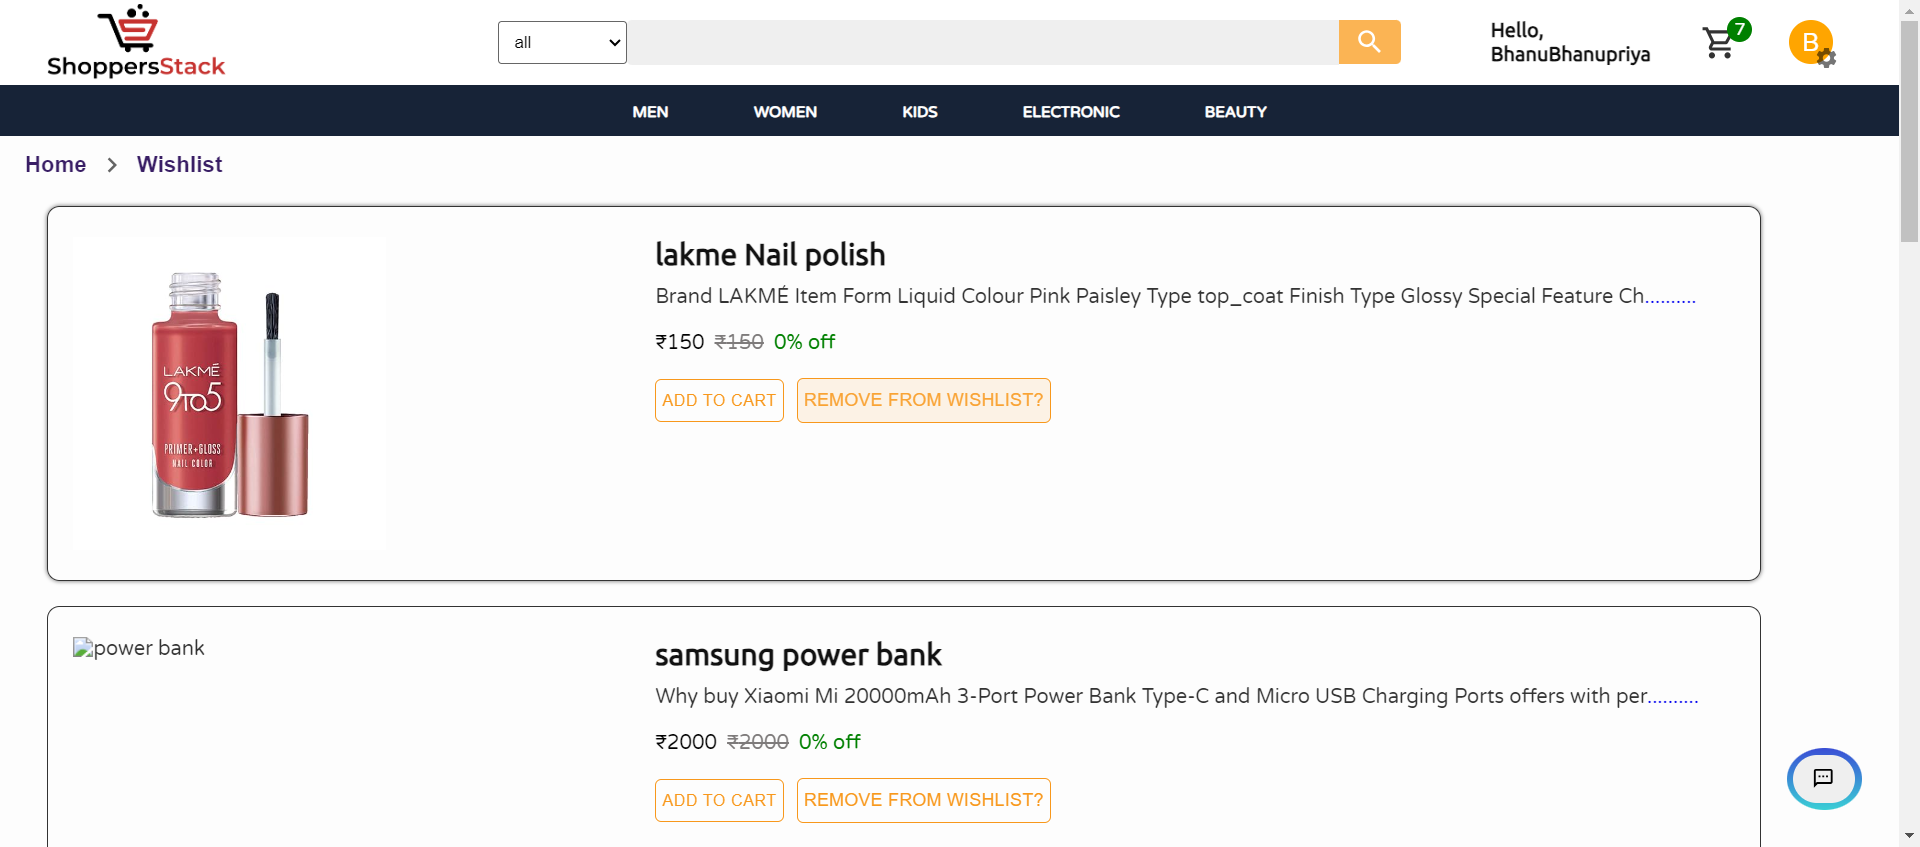 ShoppersStack
all
Hello,
BhanuBhanupriya
7
B
MEN WOMEN KIDS ELECTRONIC BEAUTY
Home > Wishlist
lakme Nail polish
Brand LAKMÉ Item Form Liquid Colour Pink Paisley Type top_coat Finish Type Glossy Special Feature Ch..........
₹150 ₹150 0% off
ADD TO CART REMOVE FROM WISHLIST?
LAKMÉ
9to5
PRIMER+GLOSS
NAIL COLOR
power bank
samsung power bank
Why buy Xiaomi Mi 20000mAh 3-Port Power Bank Type-C and Micro USB Charging Ports offers with per..........
₹2000 ₹2000 0% off
ADD TO CART REMOVE FROM WISHLIST?